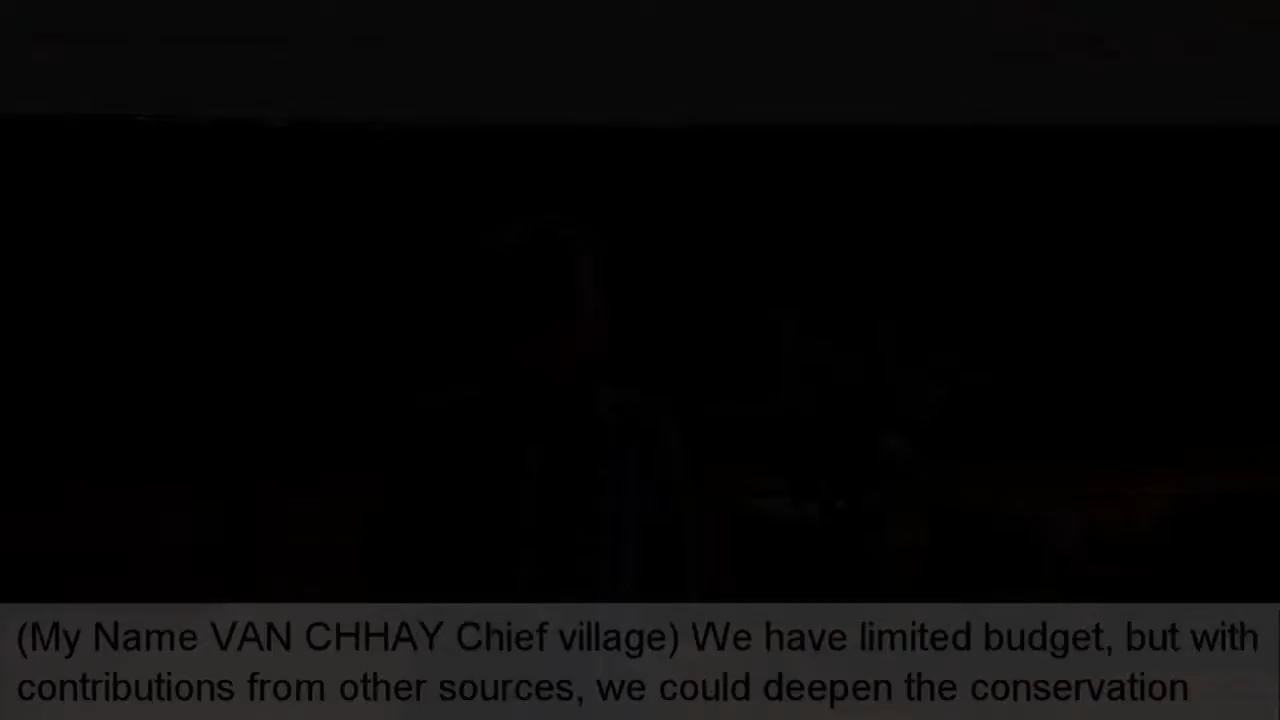 (My Name VAN CHHAY Chief village) We have limited budget, but with
contributions from other sources, we could deepen the conservation